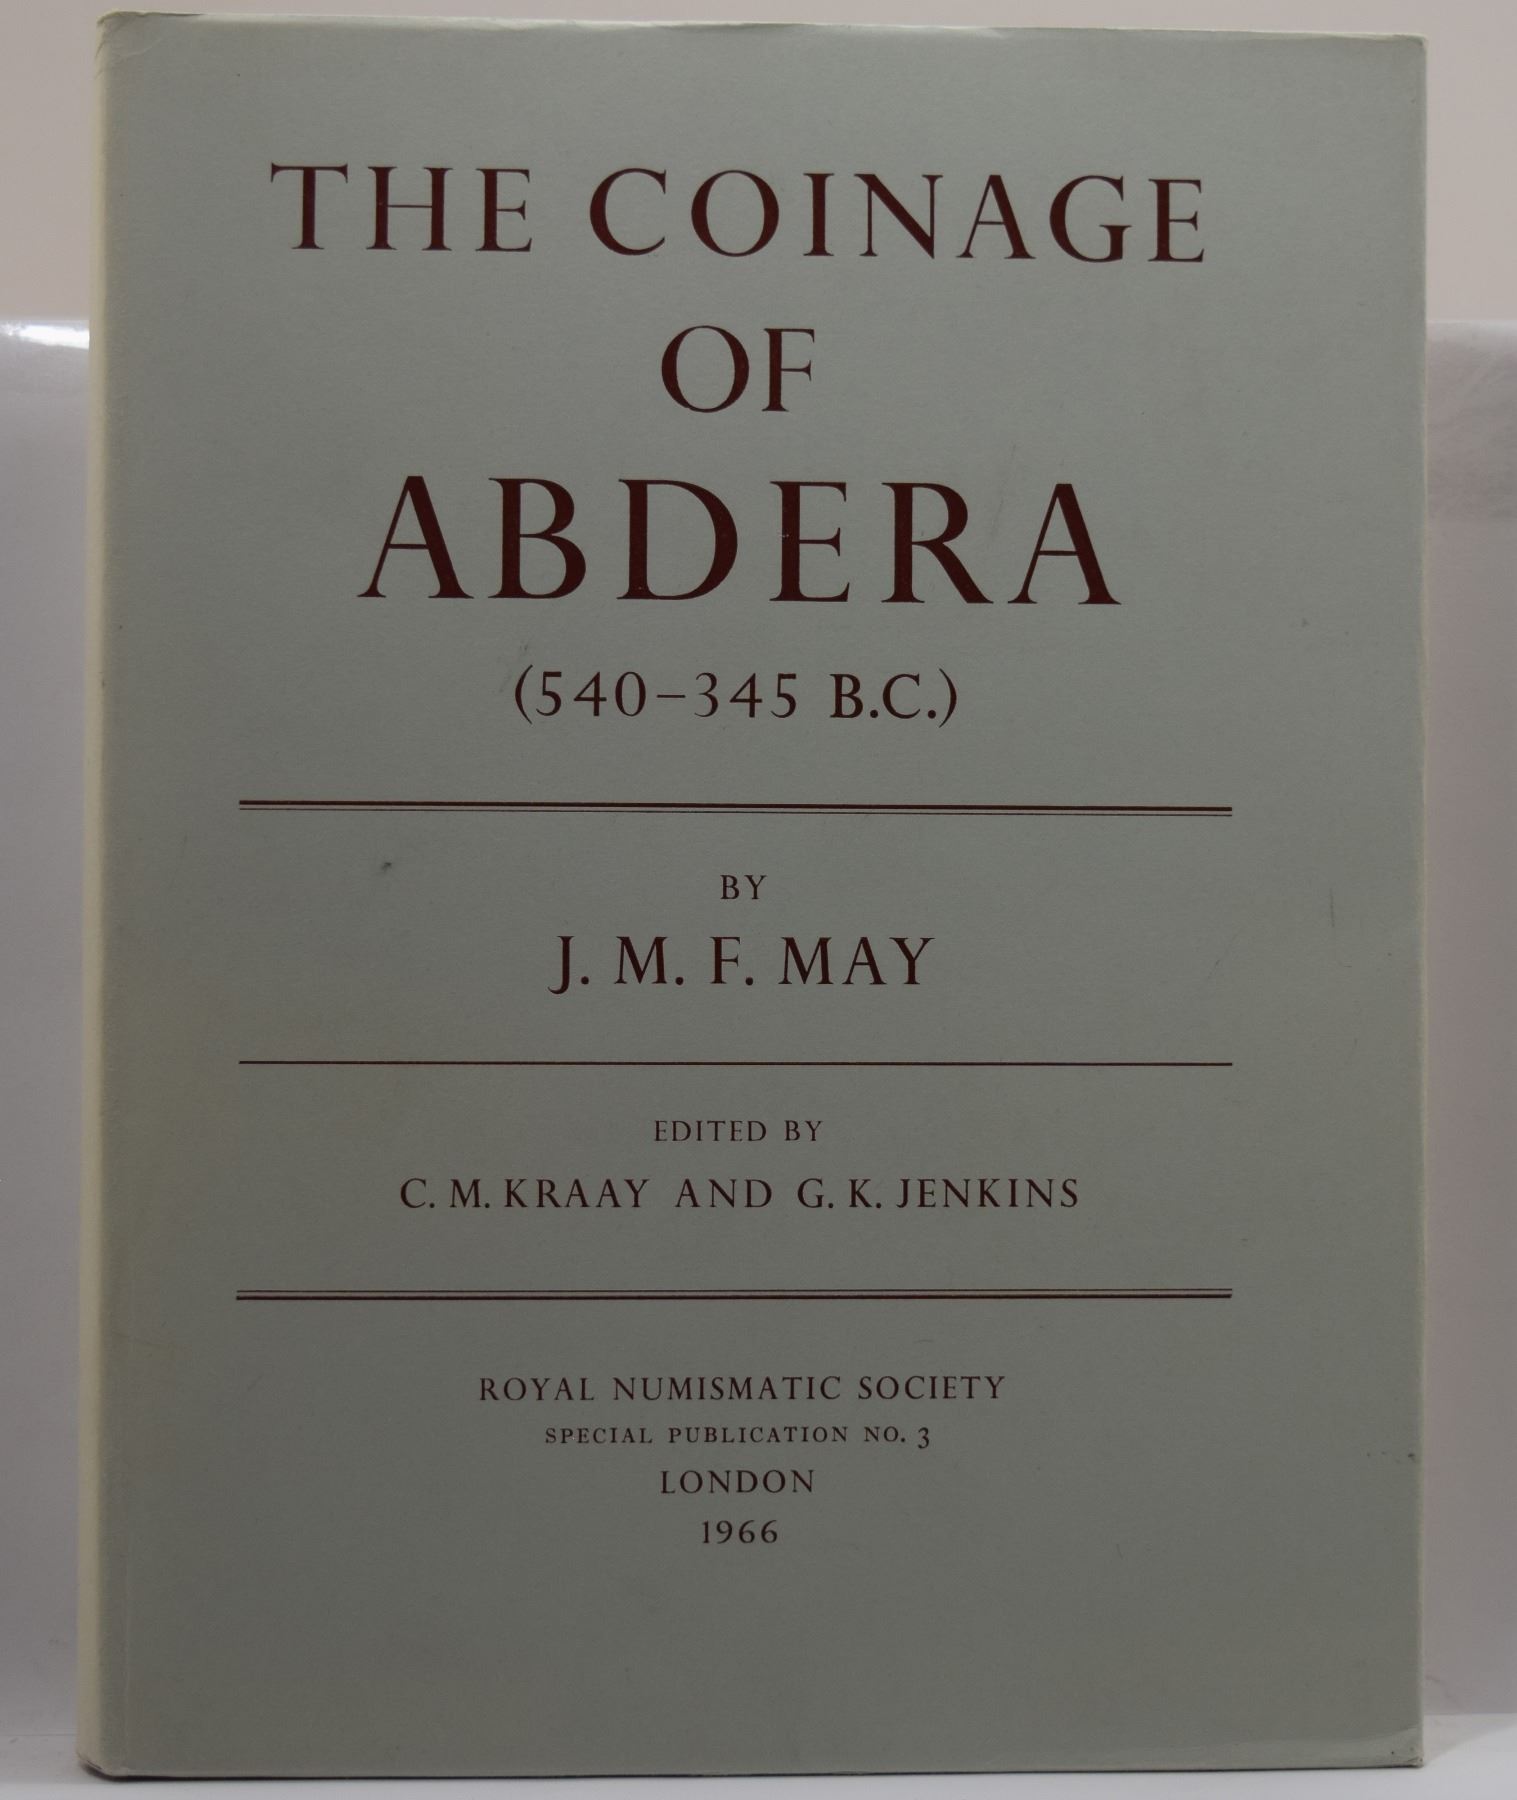 THE COINAGE
OF
ABDERA
(540–345 B.C.)
BY
J. M. F. MAY
EDITED BY
C. M. KRAAY AND G. K. JENKINS
ROYAL NUMISMATIC SOCIETY
SPECIAL PUBLICATION NO. 3
LONDON
1966